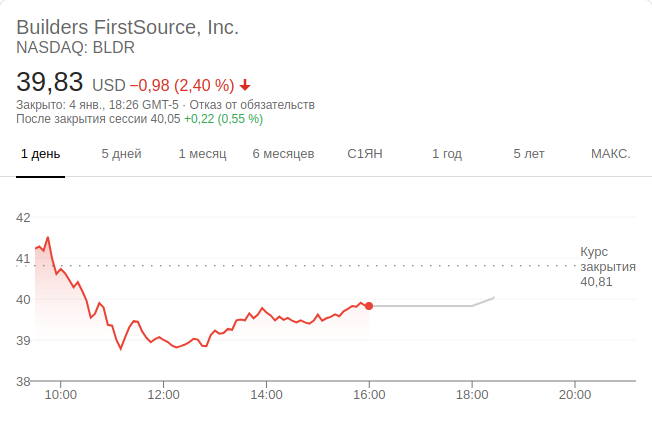 Builders FirstSource, Inc.
NASDAQ: BLDR
39,83 USD −0,98 (2,40 %)
Закрыто: 4 янв., 18:26 GMT-5 · Отказ от обязательств
После закрытия сессии 40,05 +0,22 (0,55 %)
1 день 5 дней 1 месяц 6 месяцев С1ЯН 1 год 5 лет МАКС.
42
41
40
39
38
Курс
закрытия
40,81
10:00 12:00 14:00 16:00 18:00 20:00